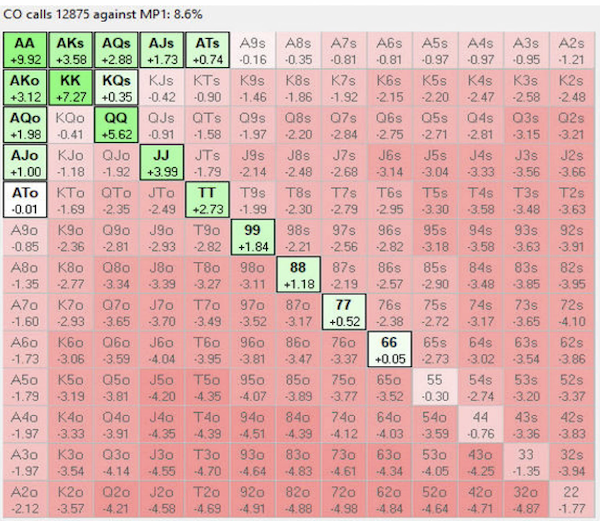 CO calls 12875 against MP1: 8.6%
AA AKs AQs AJs ATs A9s A8s A7s A6s A5s A4s A3s A2s
+9.92 +3.58 +2.88 +1.73 +0.74 -0.16 -0.35 -0.81 -0.81 -0.97 -0.97 -0.95 -1.21
AKo KK KQs KJs KTs K9s K8s K7s K6s K5s K4s K3s K2s
+3.12 +7.27 +0.35 -0.42 -0.90 -1.46 -1.86 -1.92 -2.15 -2.20 -2.47 -2.58 -2.48
AQo KQo QQ QJs QTs Q9s Q8s Q7s Q6s Q5s Q4s Q3s Q2s
+1.98 -0.41 +5.62 -0.91 -1.58 -1.97 -2.20 -2.84 -2.75 -2.71 -2.81 -3.15 -3.21
AJo KJo QJo JJ JTs J9s J8s J7s J6s J5s J4s J3s J2s
+1.00 -1.18 -1.92 +3.99 -1.79 -2.14 -2.48 -2.68 -3.14 -3.04 -3.33 -3.56 -3.66
ATo KTo QTo JTo TT T9s T8s T7s T6s T5s T4s T3s T2s
-0.01 -1.69 -2.35 -2.49 +2.73 -1.99 -2.30 -2.79 -2.95 -3.30 -3.58 -3.48 -3.63
A9o K9o Q9o J9o T9o 99 98s 97s 96s 95s 94s 93s 92s
-0.85 -2.36 -2.81 -2.93 -2.82 +1.84 -2.21 -2.56 -2.82 -3.18 -3.58 -3.63 -3.91
A8o K8o Q8o J8o T8o 98o 88 87s 86s 85s 84s 83s 82s
-1.35 -2.77 -3.34 -3.39 -3.27 -3.11 +1.18 -2.19 -2.57 -2.90 -3.48 -3.85 -3.95
A7o K7o Q7o J7o T7o 97o 87o 77 76s 75s 74s 73s 72s
-1.60 -2.93 -3.65 -3.70 -3.49 -3.52 -3.17 +0.52 -2.38 -2.72 -3.17 -3.65 -4.10
A6o K6o Q6o J6o T6o 96o 86o 76o 66 65s 64s 63s 62s
-1.73 -3.06 -3.59 -4.04 -3.95 -3.81 -3.47 -3.37 +0.05 -2.73 -3.02 -3.54 -3.86
A5o K5o Q5o J5o T5o 95o 85o 75o 65o 55 54s 53s 52s
-1.79 -3.19 -3.81 -4.20 -4.35 -4.07 -3.89 -3.77 -3.52 -0.30 -2.74 -3.20 -3.37
A4o K4o Q4o J4o T4o 94o 84o 74o 64o 54o 44 43s 42s
-1.97 -3.33 -3.91 -4.35 -4.39 -4.51 -4.39 -4.12 -4.03 -3.59 -0.76 -3.36 -3.83
A3o K3o Q3o J3o T3o 93o 83o 73o 63o 53o 43o 33 32s
-1.97 -3.54 -4.14 -4.55 -4.70 -4.64 -4.83 -4.61 -4.34 -4.05 -4.25 -1.35 -3.94
A2o K2o Q2o J2o T2o 92o 82o 72o 62o 52o 42o 32o 22
-2.12 -3.57 -4.21 -4.58 -4.69 -4.91 -4.88 -4.98 -4.84 -4.64 -4.71 -4.87 -1.77